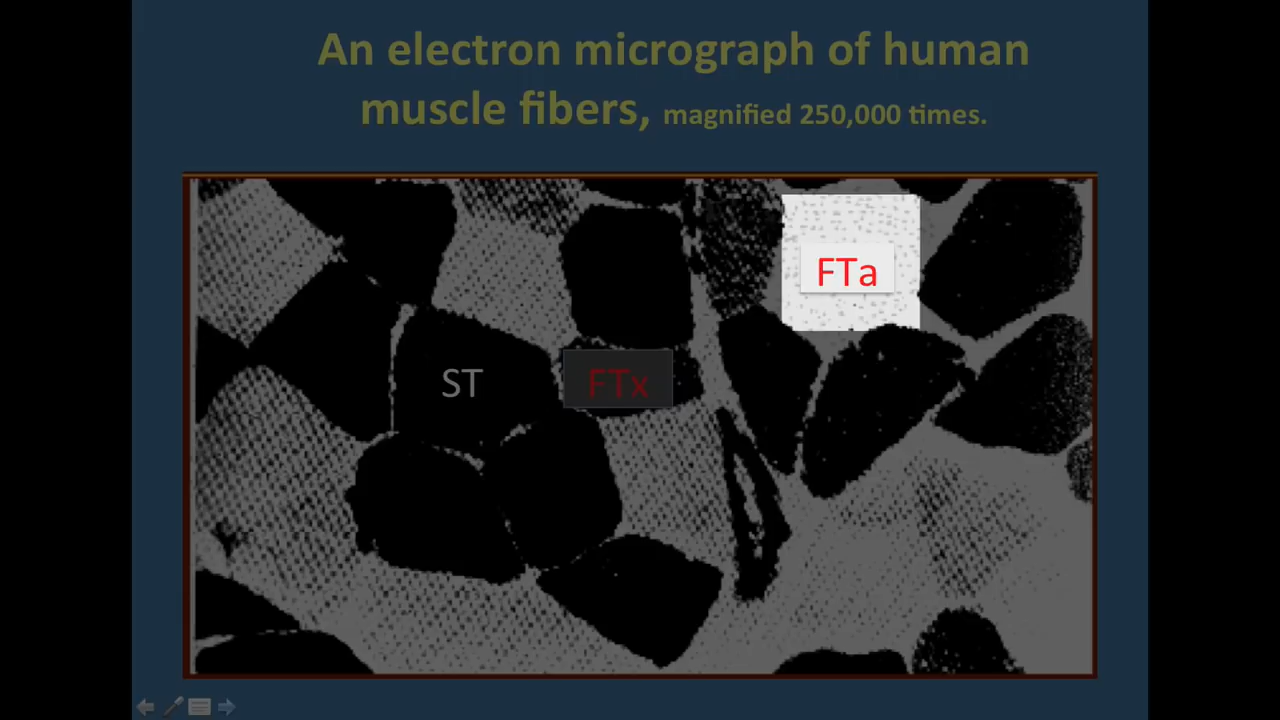 An electron micrograph of human
muscle fibers, magnified 250,000 times.
FTa
ST
FTx